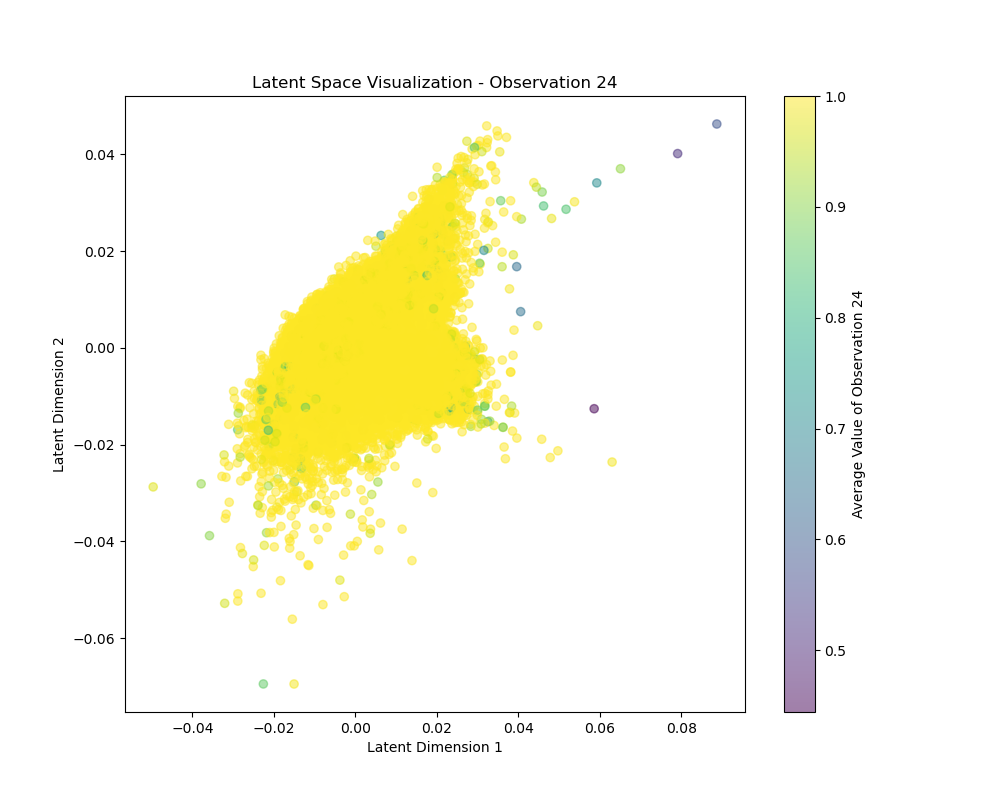 Latent Space Visualization - Observation 24
1.0
0.04
0.9
0.02
0.8
0.00
Latent Dimension 2
Average Value of Observation 24
0.7
−0.02
0.6
−0.04
−0.06
0.5
−0.04 −0.02 0.00 0.02 0.04 0.06 0.08
Latent Dimension 1